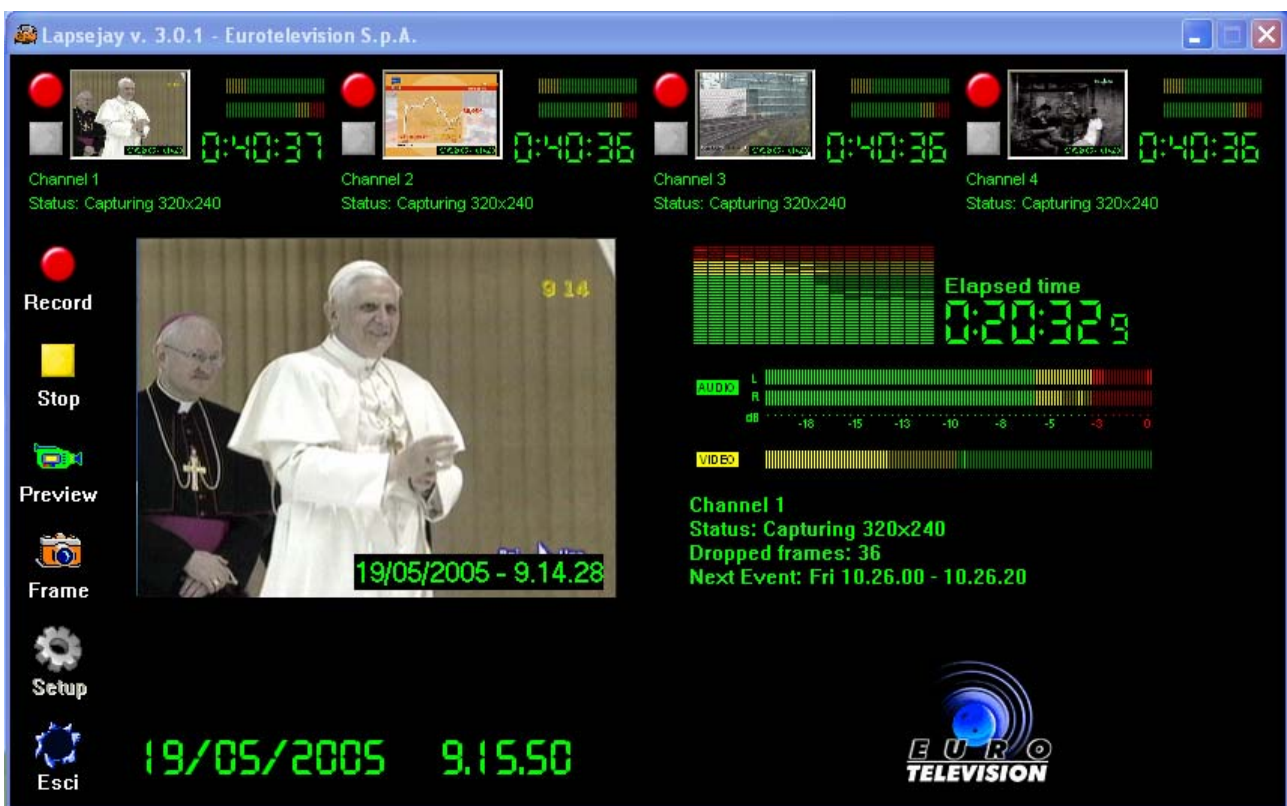 Lapsejay v. 3.0.1 - Eurotelevision S.p.A.
0:40:37
0:40:36
0:40:36
0:40:36
Channel 1
Status: Capturing 320x240
Channel 2
Status: Capturing 320x240
Channel 3
Status: Capturing 320x240
Channel 4
Status: Capturing 320x240
Record
Stop
Preview
Frame
Setup
Esci
9 14
19/05/2005 - 9.14.28
Elapsed time
0:20:32 9
AUDIO
L
R
dB
-18 -15 -13 -10 -8 -5 -3 0
VIDEO
Channel 1
Status: Capturing 320x240
Dropped frames: 36
Next Event: Fri 10.26.00 - 10.26.20
19/05/2005 9.15.50
EURO
TELEVISION